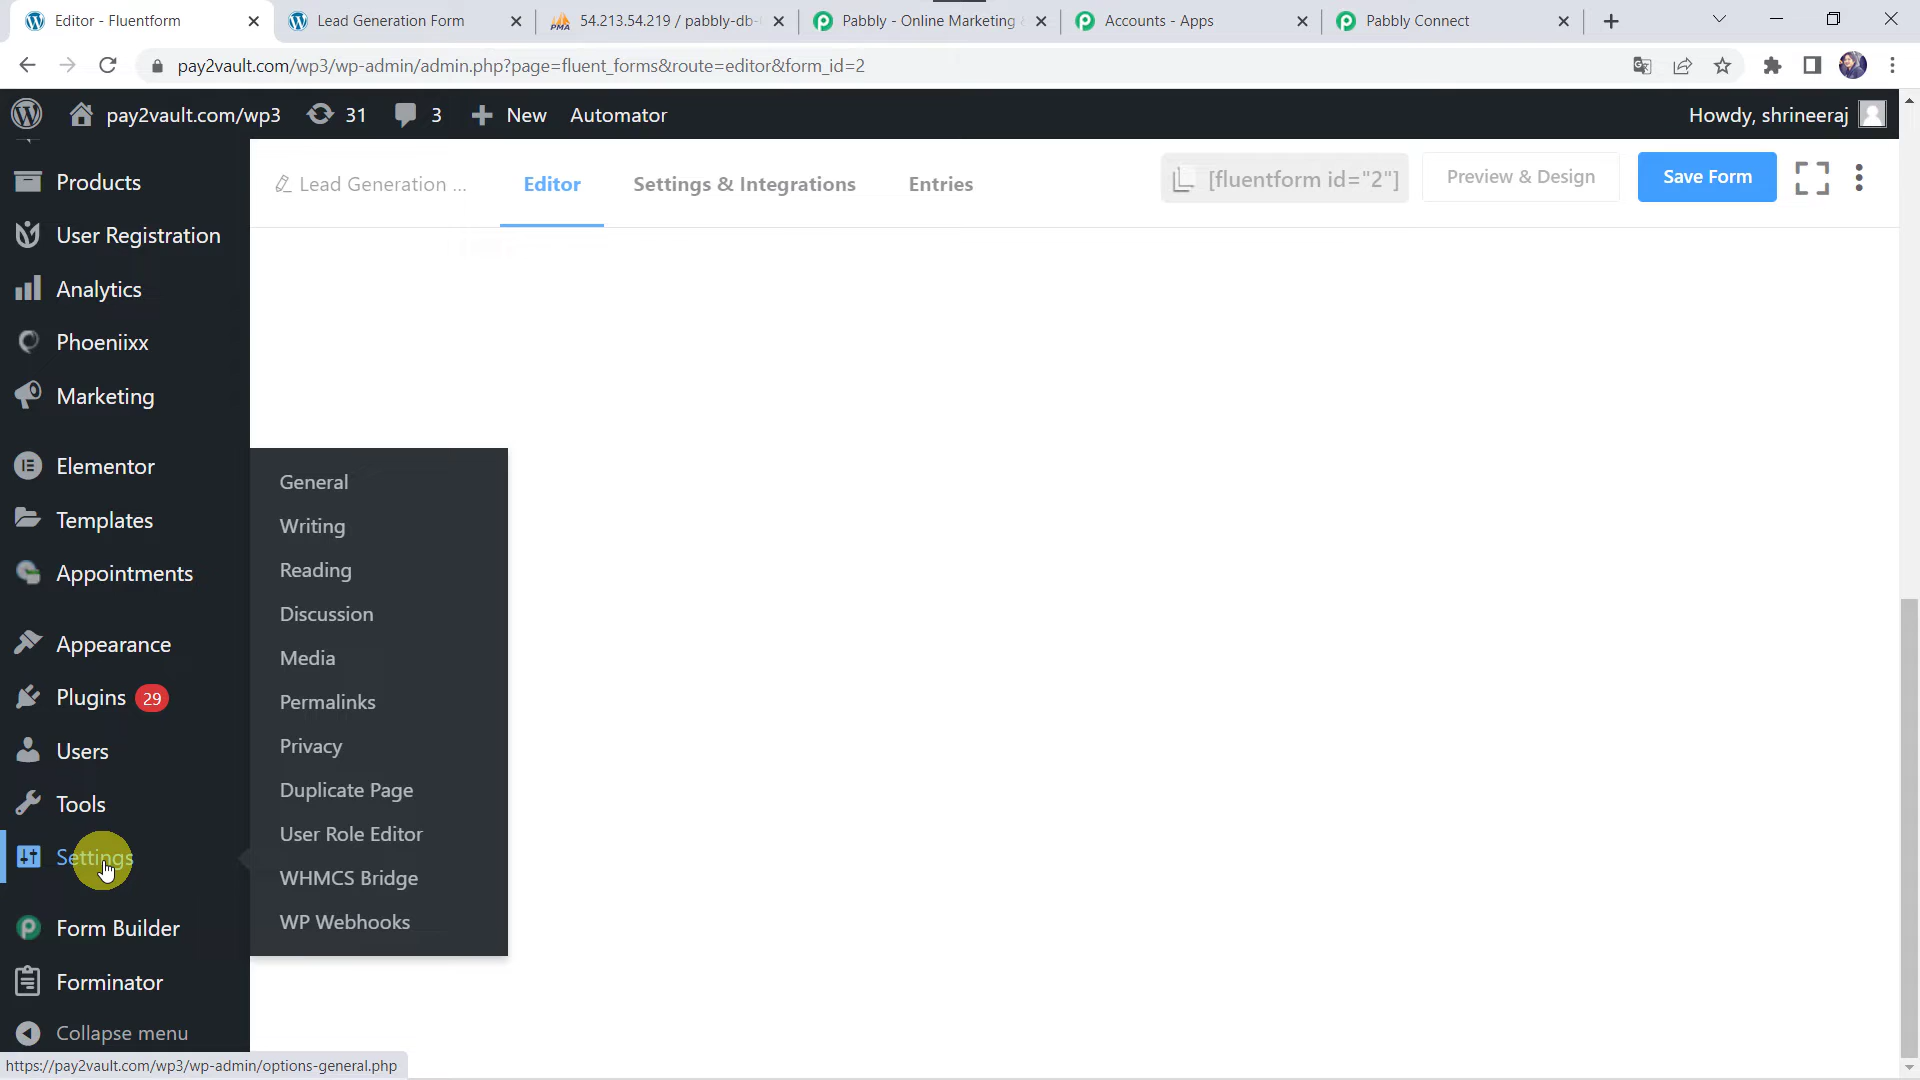 Editor - Fluentform
Lead Generation Form
54.213.54.219 / pabbly-db-
Pabbly - Online Marketing
Accounts - Apps
Pabbly Connect
pay2vault.com/wp3/wp-admin/admin.php?page=fluent_forms&route=editor&form_id=2
pay2vault.com/wp3
31
3
New
Automator
Howdy, shrineeraj
Lead Generation ...
Editor
Settings & Integrations
Entries
[fluentform id="2"]
Preview & Design
Save Form
Products
User Registration
Analytics
Phoeniixx
Marketing
Elementor
Templates
Appointments
Appearance
Plugins 29
Users
Tools
Settings
Form Builder
Forminator
Collapse menu
General
Writing
Reading
Discussion
Media
Permalinks
Privacy
Duplicate Page
User Role Editor
WHMCS Bridge
WP Webhooks
https://pay2vault.com/wp3/wp-admin/options-general.php